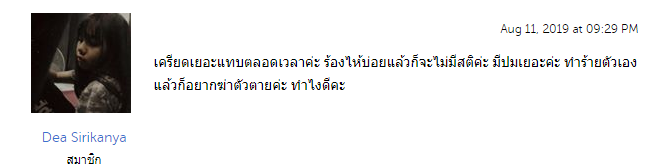 Aug 11, 2019 at 09:29 PM
เครียดเยอะแทบตลอดเวลาค่ะ ร้องไห้บ่อยแล้วก็จะไม่มีสติค่ะ มีปมเยอะค่ะ ทำร้ายตัวเอง
แล้วก็อยากฆ่าตัวตายค่ะ ทำไงดีคะ
Dea Sirikanya
สมาชิก